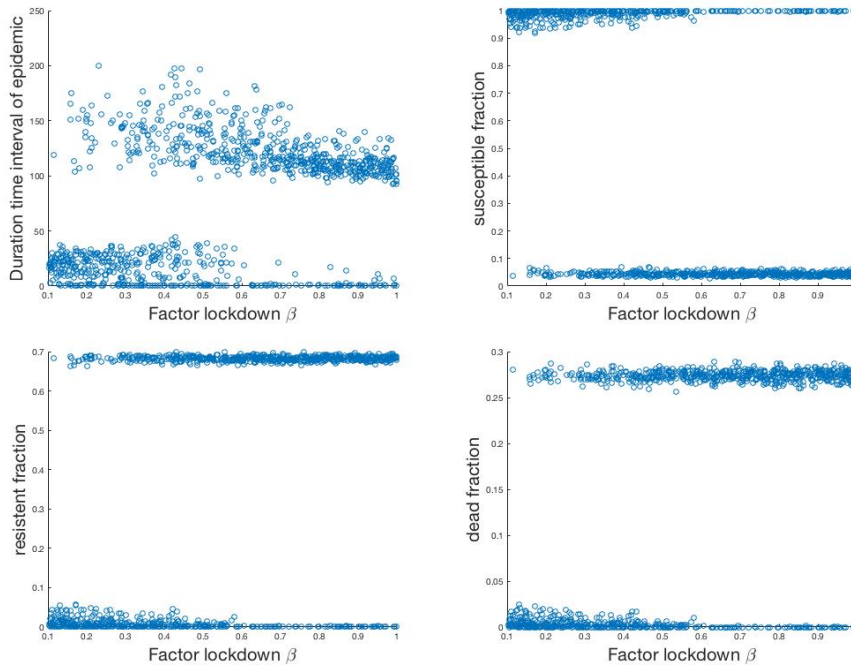 250
200
150
100
50
0
0.1 0.2 0.3 0.4 0.5 0.6 0.7 0.8 0.9 1
Duration time interval of epidemic
Factor lockdown β
1
0.9
0.8
0.7
0.6
0.5
0.4
0.3
0.2
0.1
0
0.1 0.2 0.3 0.4 0.5 0.6 0.7 0.8 0.9
susceptible fraction
Factor lockdown β
0.7
0.6
0.5
0.4
0.3
0.2
0.1
0
0.1 0.2 0.3 0.4 0.5 0.6 0.7 0.8 0.9 1
resistent fraction
Factor lockdown β
0.3
0.25
0.2
0.15
0.1
0.05
0
0.1 0.2 0.3 0.4 0.5 0.6 0.7 0.8 0.9
dead fraction
Factor lockdown β